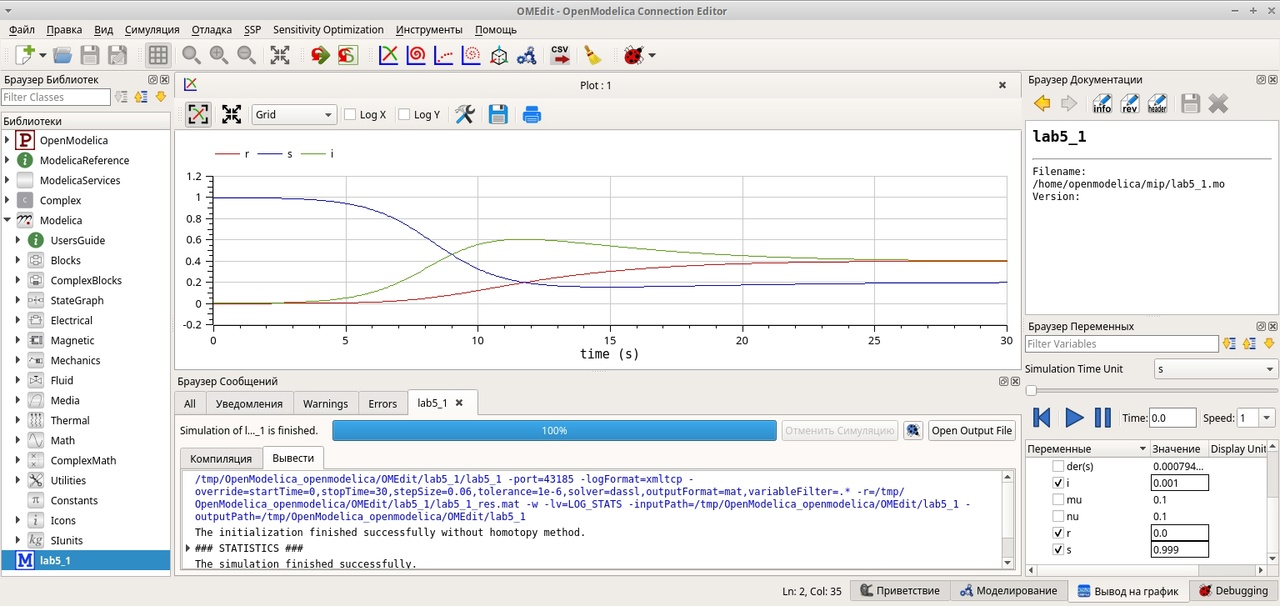 OMEdit - OpenModelica Connection Editor
Файл Правка Вид Симуляция Отладка SSP Sensitivity Optimization Инструменты Помощь
CSV
Браузер Библиотек
Filter Classes
Библиотеки
P OpenModelica
i ModelicaReference
ModelicaServices
C Complex
Modelica
i UsersGuide
Blocks
ComplexBlocks
StateGraph
Electrical
Magnetic
Mechanics
Fluid
Media
Thermal
Math
ComplexMath
Utilities
Constants
Icons
kg SIunits
M lab5_1
Plot : 1
Grid Log X Log Y
r s i
1.2
1
0.8
0.6
0.4
0.2
0
-0.2
0 5 10 15 20 25 30
time (s)
Браузер Сообщений
All Уведомления Warnings Errors lab5_1
Simulation of l..._1 is finished. 100% Отменить Симуляцию Open Output File
Компиляция Вывести
/tmp/OpenModelica_openmodelica/OMEdit/lab5_1/lab5_1 -port=43185 -logFormat=xmltcp -
override=startTime=0,stopTime=30,stepSize=0.06,tolerance=1e-6,solver=dassl,outputFormat=mat,variableFilter=.* -r=/tmp/
OpenModelica_openmodelica/OMEdit/lab5_1/lab5_1_res.mat -w -lv=LOG_STATS -inputPath=/tmp/OpenModelica_openmodelica/OMEdit/lab5_1 -
outputPath=/tmp/OpenModelica_openmodelica/OMEdit/lab5_1
The initialization finished successfully without homotopy method.
### STATISTICS ###
The simulation finished successfully.
Браузер Документации
info rev header
lab5_1
Filename:
/home/openmodelica/mip/lab5_1.mo
Version:
Браузер Переменных
Filter Variables
Simulation Time Unit s
Time: 0.0 Speed: 1
Переменные Значение Display Unit
der(s) 0.000794...
i 0.001
mu 0.1
nu 0.1
r 0.0
s 0.999
Ln: 2, Col: 35 Приветствие Моделирование Вывод на график Debugging